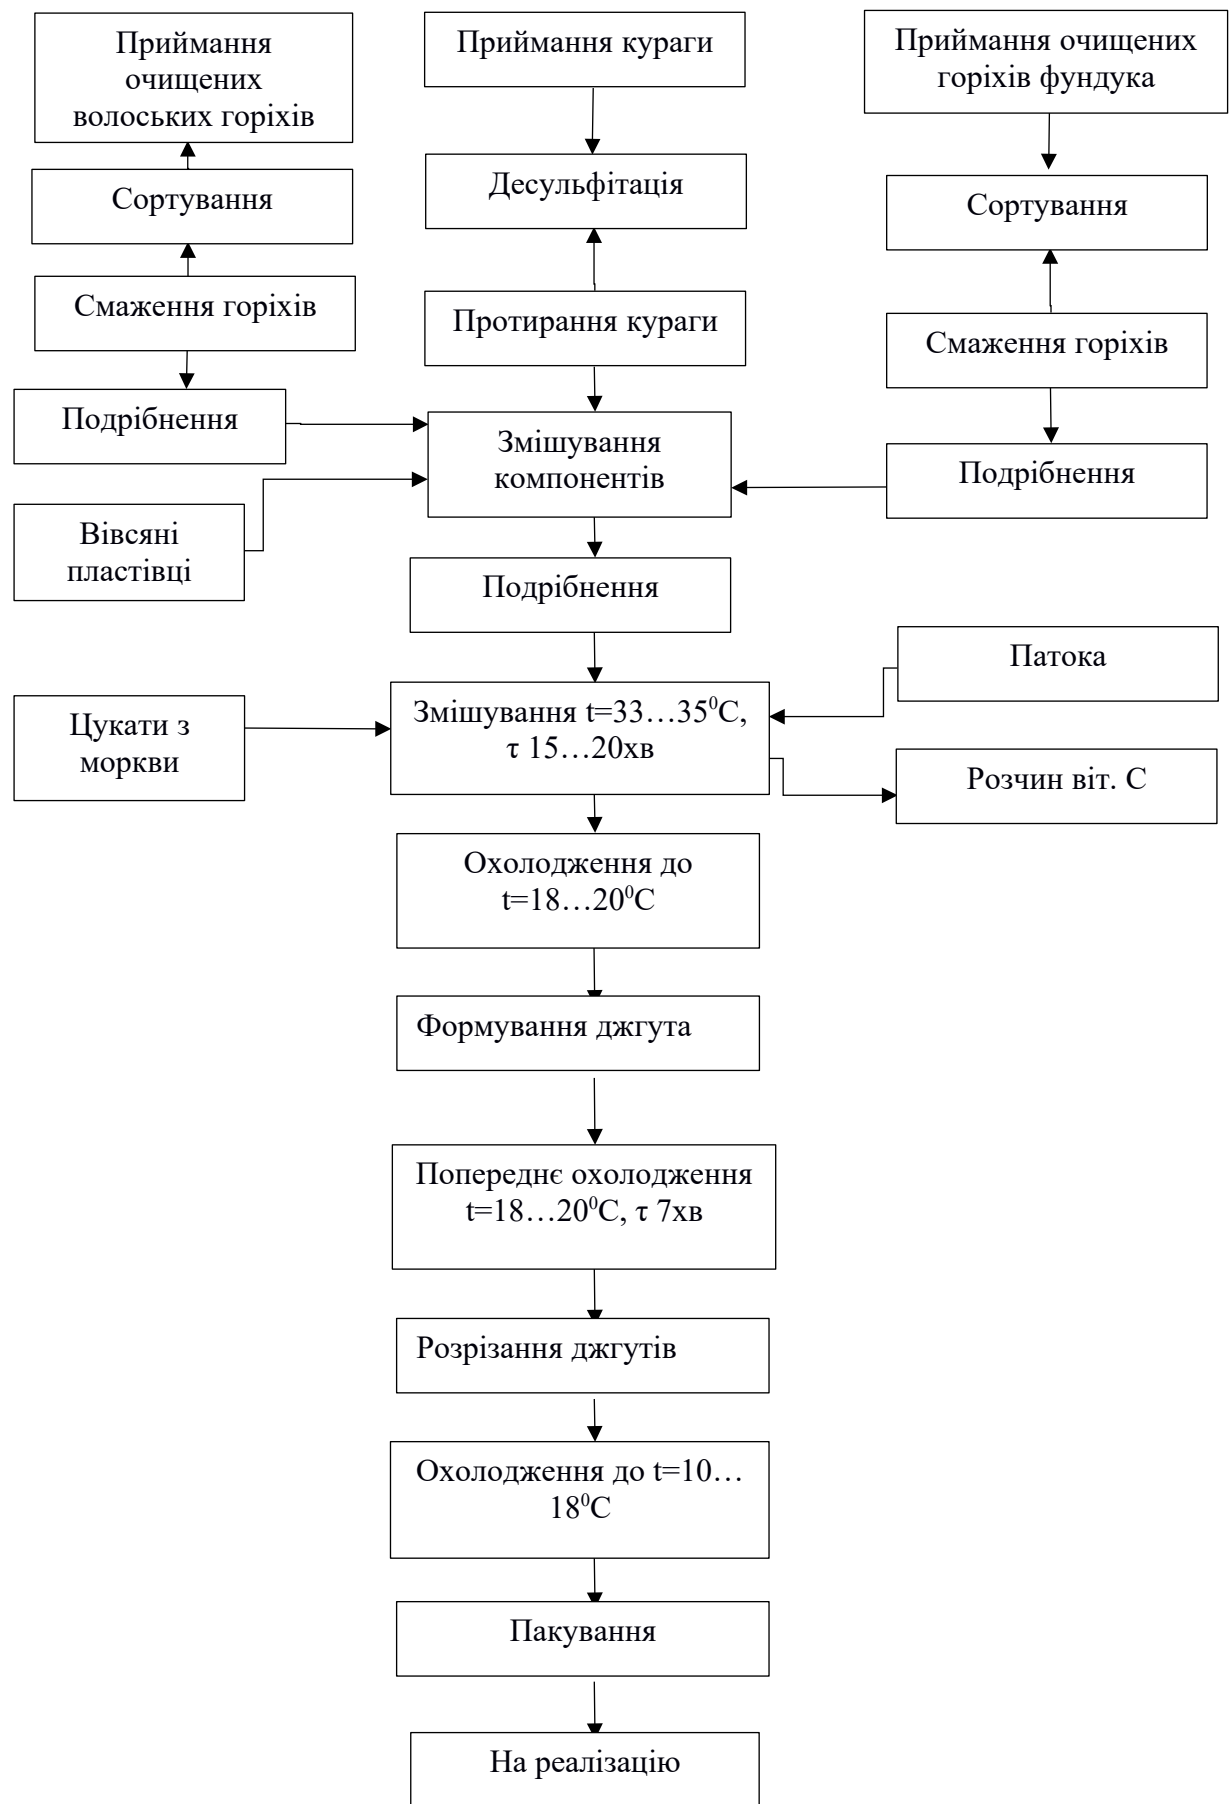 Приймання
очищених
волоських горіхів
Приймання кураги
Приймання очищених
горіхів фундука
Сортування
Десульфітація
Сортування
Смаження горіхів
Протирання кураги
Смаження горіхів
Подрібнення
Змішування
компонентів
Подрібнення
Вівсяні
пластівці
Подрібнення
Патока
Цукати з
моркви
Змішування t=33…35⁰С,
τ 15…20хв
Розчин віт. С
Охолодження до
t=18…20⁰С
Формування джгута
Попереднє охолодження
t=18…20⁰С, τ 7хв
Розрізання джгутів
Охолодження до t=10…
18⁰С
Пакування
На реалізацію